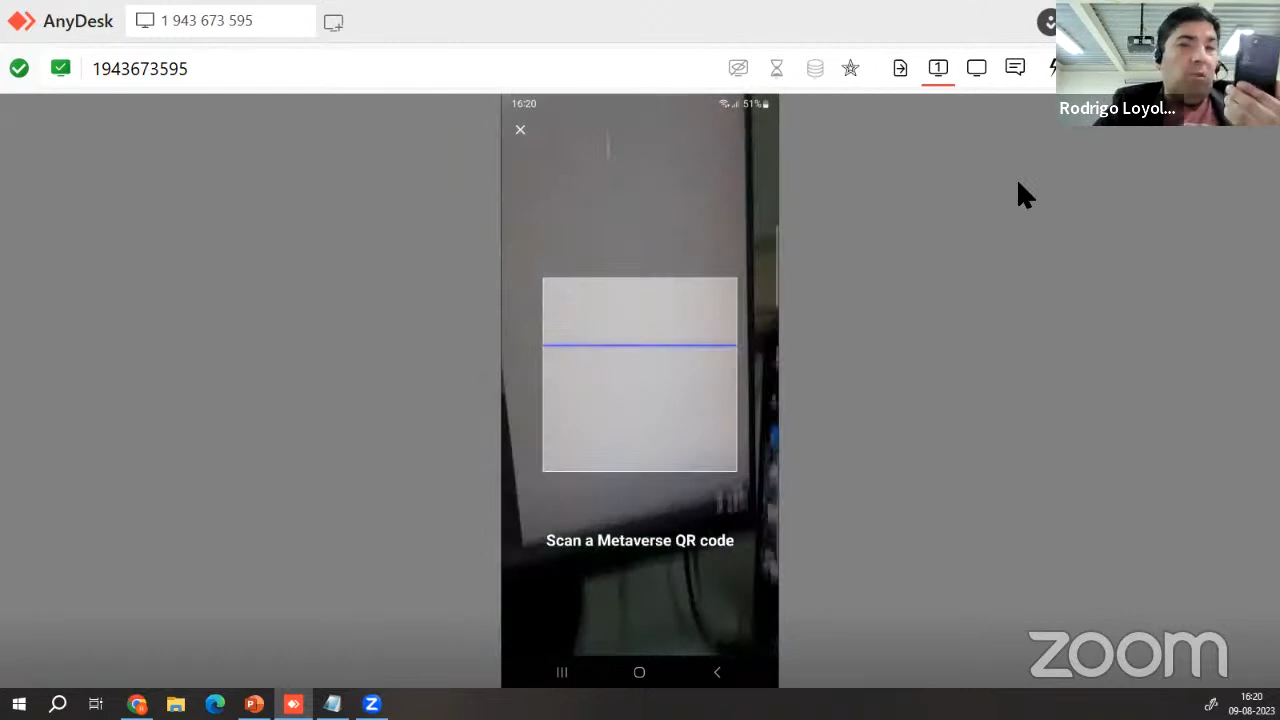 AnyDesk
1 943 673 595
1943673595
1
Rodrigo Loyol...
16:20
51%
Scan a Metaverse QR code
zoom
16:20
09-08-2023